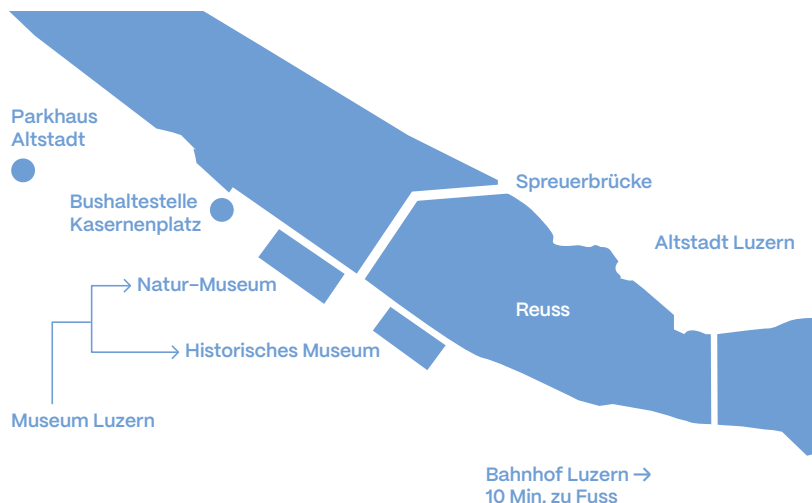 Parkhaus
Altstadt
Spreuerbrücke
Bushaltestelle
Kasernenplatz
Altstadt Luzern
Natur–Museum
Reuss
Historisches Museum
Museum Luzern
Bahnhof Luzern →
10 Min. zu Fuss